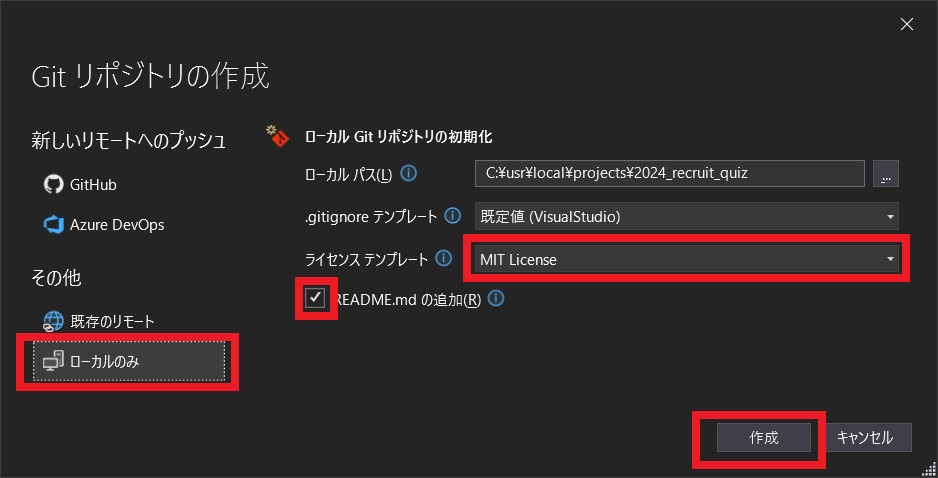 Git リポジトリの作成
新しいリモートへのプッシュ
GitHub
Azure DevOps
その他
既存のリモート
ローカルのみ
ローカル Git リポジトリの初期化
ローカル パス(L)
C:¥usr¥local¥projects¥2024_recruit_quiz
...
.gitignore テンプレート
既定値 (VisualStudio)
ライセンス テンプレート
MIT License
README.md の追加(R)
作成
キャンセル